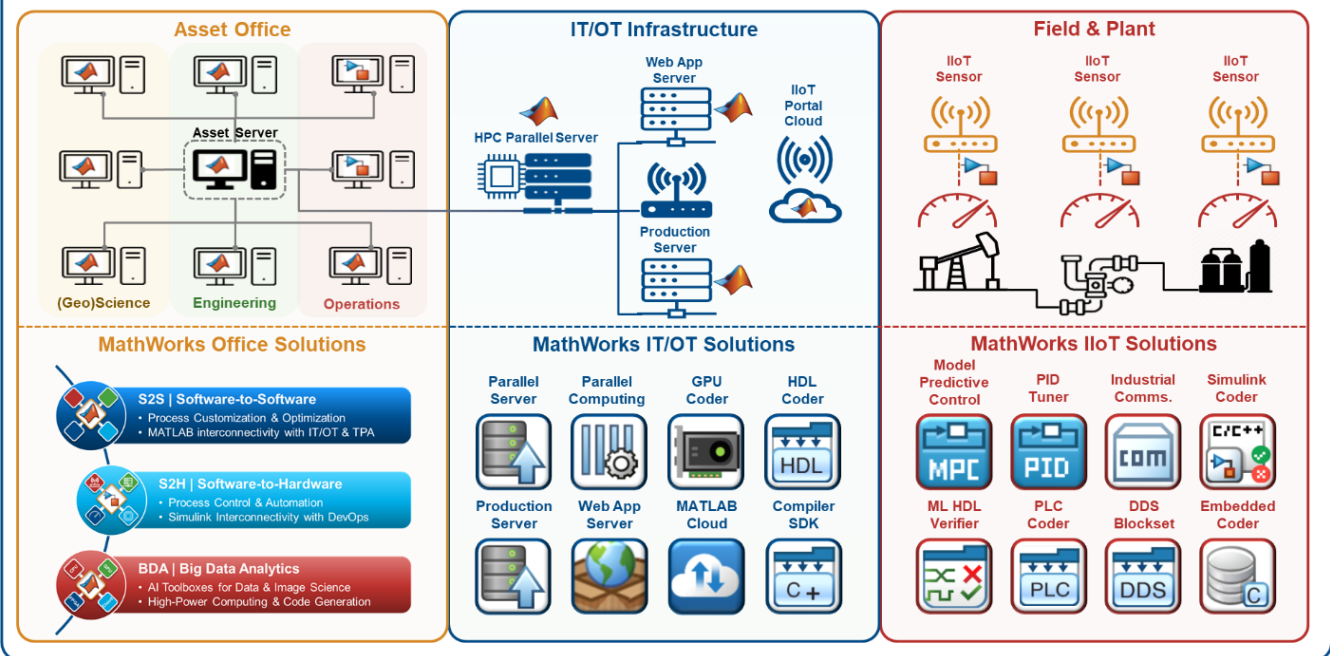 Asset Office
Asset Server
(Geo)Science
Engineering
Operations
IT/OT Infrastructure
Web App
Server
HPC Parallel Server
IIoT
Portal
Cloud
Production
Server
Field & Plant
IIoT
Sensor
IIoT
Sensor
IIoT
Sensor
MathWorks Office Solutions
S2S | Software-to-Software
• Process Customization & Optimization
• MATLAB interconnectivity with IT/OT & TPA
S2H | Software-to-Hardware
• Process Control & Automation
• Simulink Interconnectivity with DevOps
BDA | Big Data Analytics
• AI Toolboxes for Data & Image Science
• High-Power Computing & Code Generation
MathWorks IT/OT Solutions
Parallel
Server
Parallel
Computing
GPU
Coder
HDL
Coder
HDL
Production
Server
Web App
Server
MATLAB
Cloud
Compiler
SDK
C +
MathWorks IIoT Solutions
Model
Predictive
Control
MPC
PID
Tuner
PID
Industrial
Comms.
com
Simulink
Coder
C/C++
ML HDL
Verifier
PLC
Coder
PLC
DDS
Blockset
DDS
Embedded
Coder
C